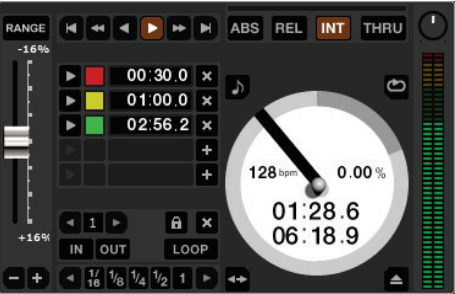 RANGE ABS REL INT THRU
-16%
00:30.0
01:00.0
02:56.2
128 bpm 0.00%
01:28.6
06:18.9
1
+16%
IN OUT LOOP
1/16 1/8 1/4 1/2 1